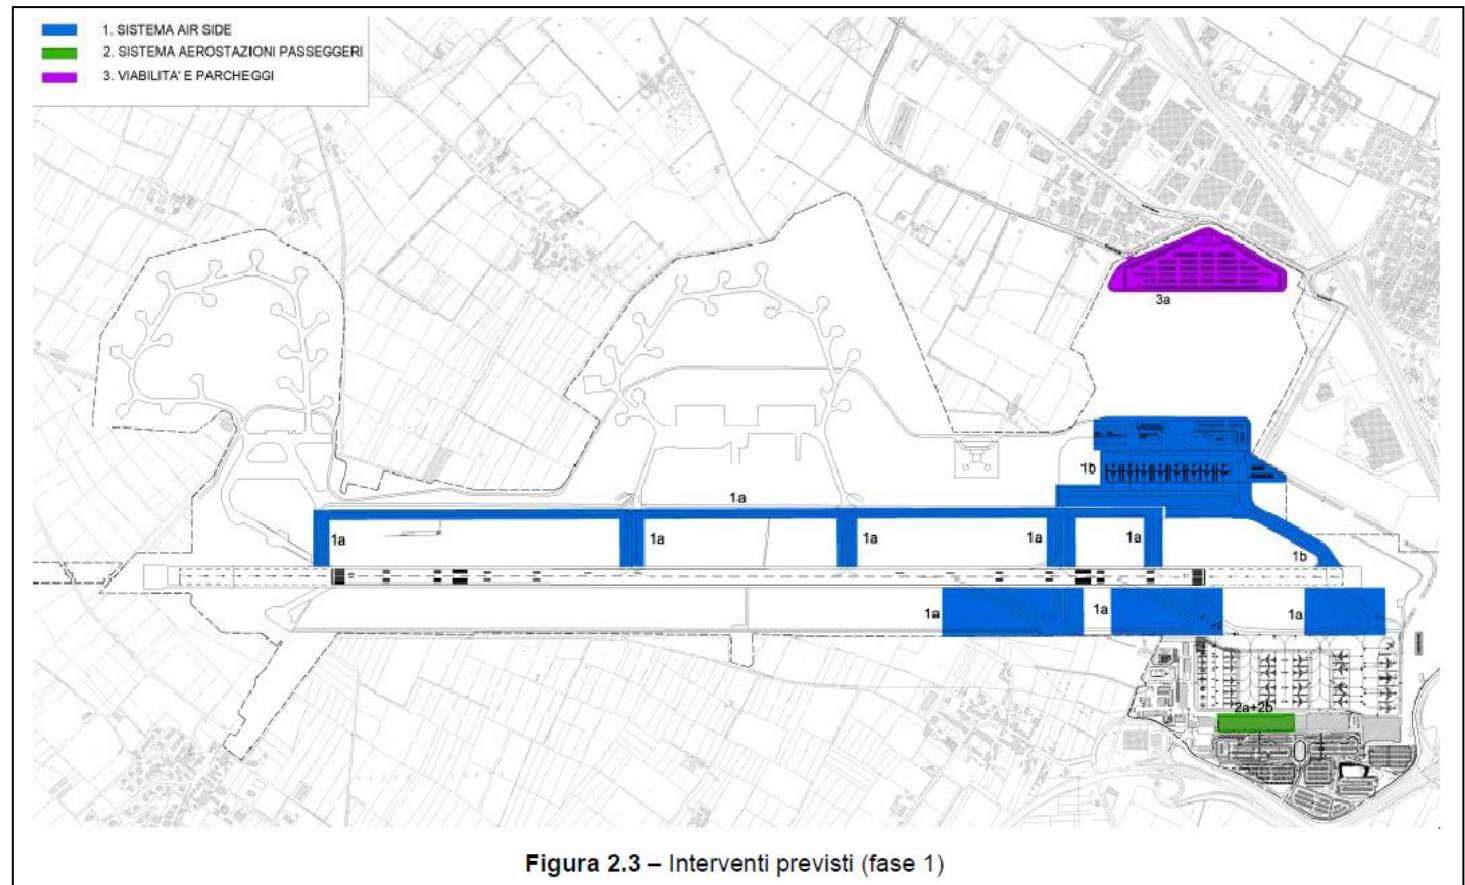 1. SISTEMA AIR SIDE
2. SISTEMA AEROSTAZIONI PASSEGGERI
3. VIABILITA' E PARCHEGGI
3a
1b
1a
1a
1a
1a
1a
1a
1b
1a
1a
1a
2a+2b
Figura 2.3 – Interventi previsti (fase 1)